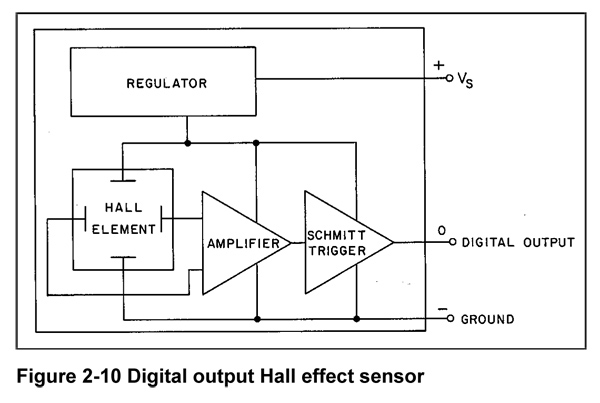 REGULATOR
+
VS
HALL
ELEMENT
AMPLIFIER
SCHMITT
TRIGGER
O
DIGITAL OUTPUT
−
GROUND
Figure 2-10 Digital output Hall effect sensor